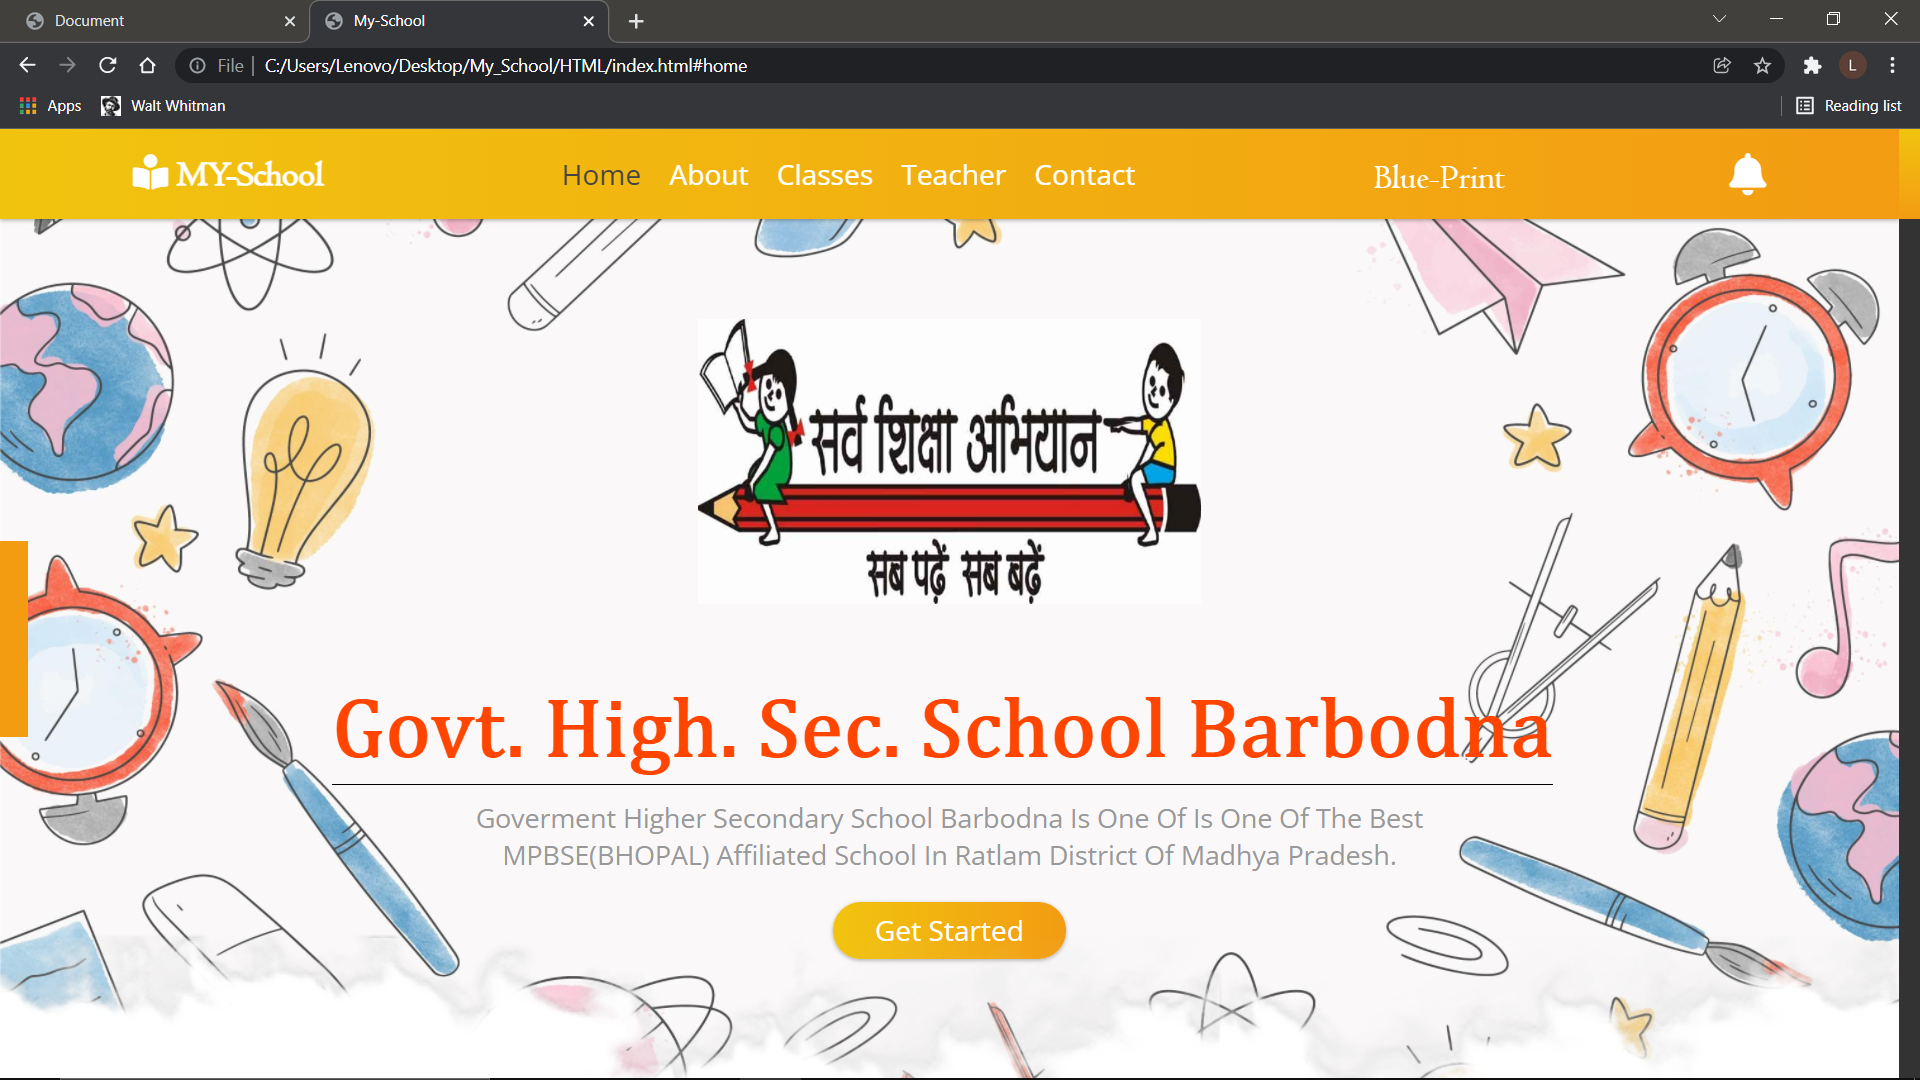 Document
My-School
File
C:/Users/Lenovo/Desktop/My_School/HTML/index.html#home
L
Apps
Walt Whitman
Reading list
MY-School
Home
About
Classes
Teacher
Contact
Blue-Print
सर्व शिक्षा अभियान
सब पढ़ें सब बढ़ें
Govt. High. Sec. School Barbodna
Goverment Higher Secondary School Barbodna Is One Of Is One Of The Best
MPBSE(BHOPAL) Affiliated School In Ratlam District Of Madhya Pradesh.
Get Started